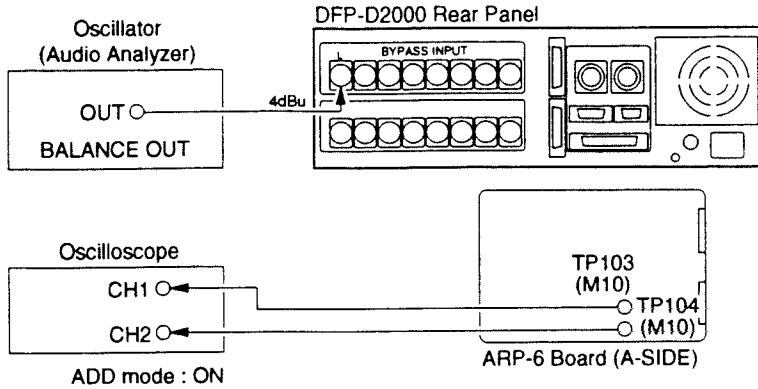 Oscillator
(Audio Analyzer)
OUT
BALANCE OUT
4dBu
DFP-D2000 Rear Panel
L
BYPASS INPUT
Oscilloscope
CH1
CH2
ADD mode : ON
TP103
(M10)
TP104
(M10)
ARP-6 Board (A-SIDE)